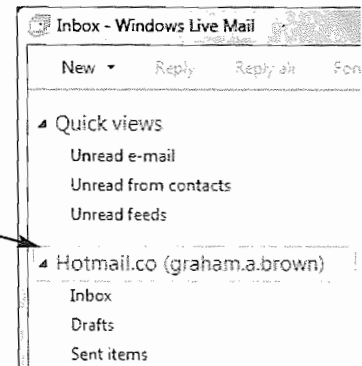 Inbox - Windows Live Mail
New Reply Reply all For
Quick views
Unread e-mail
Unread from contacts
Unread feeds
Hotmail.co (graham.a.brown)
Inbox
Drafts
Sent items